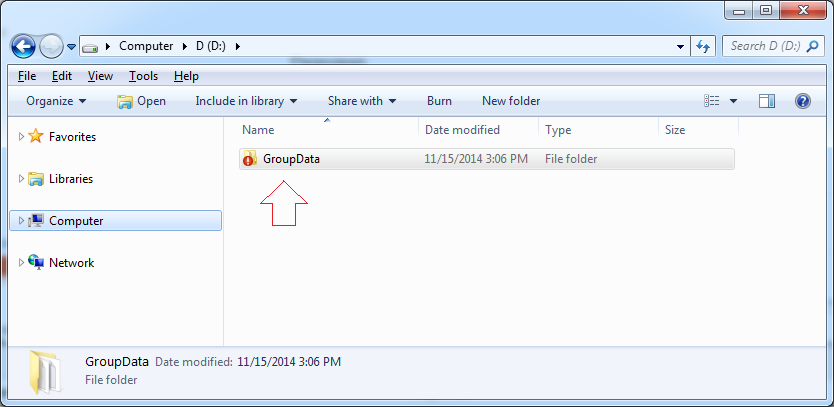 Computer D (D:) Search D (D:)
File Edit View Tools Help
Organize Open Include in library Share with Burn New folder
Name Date modified Type Size
Favorites
GroupData 11/15/2014 3:06 PM File folder
Libraries
Computer
Network
GroupData Date modified: 11/15/2014 3:06 PM
File folder